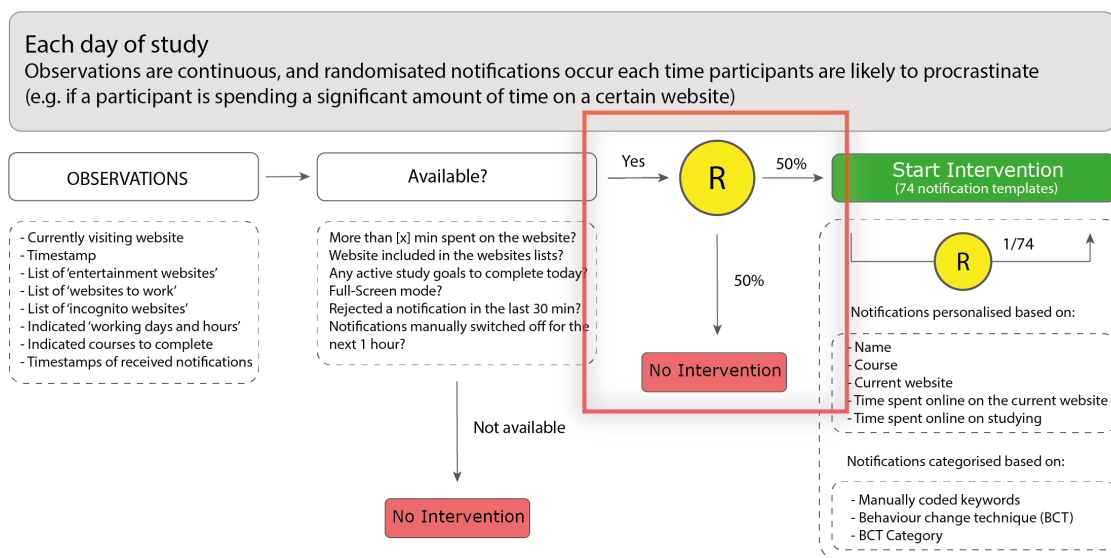 Each day of study
Observations are continuous, and randomisated notifications occur each time participants are likely to procrastinate
(e.g. if a participant is spending a significant amount of time on a certain website)
OBSERVATIONS
- Currently visiting website
- Timestamp
- List of ‘entertainment websites’
- List of ‘websites to work’
- List of ‘incognito websites’
- Indicated ‘working days and hours’
- Indicated courses to complete
- Timestamps of received notifications
Available?
More than [x] min spent on the website?
Website included in the websites lists?
Any active study goals to complete today?
Full-Screen mode?
Rejected a notification in the last 30 min?
Notifications manually switched off for the
next 1 hour?
Not available
No Intervention
Yes
R
50%
50%
No Intervention
Start Intervention
(74 notification templates)
R
1/74
Notifications personalised based on:
- Name
- Course
- Current website
- Time spent online on the current website
- Time spent online on studying
Notifications categorised based on:
- Manually coded keywords
- Behaviour change technique (BCT)
- BCT Category